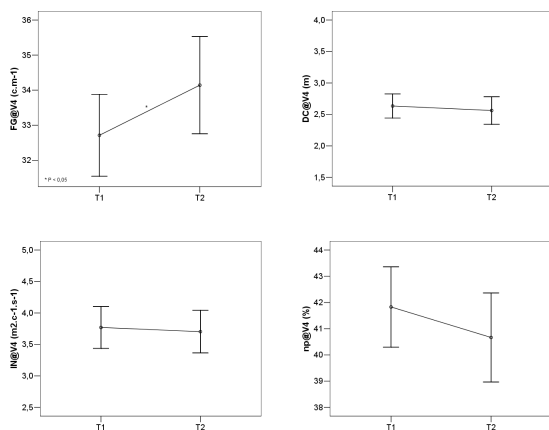 FG@V4 (c.m-1)
36
35
34
33
32
*
* P < 0,05
T1 T2
DC@V4 (m)
4,0
3,5
3,0
2,5
2,0
1,5
T1 T2
IN@V4 (m2.c-1.s-1)
5,0
4,5
4,0
3,5
3,0
2,5
T1 T2
np@V4 (%)
44
43
42
41
40
39
38
T1 T2